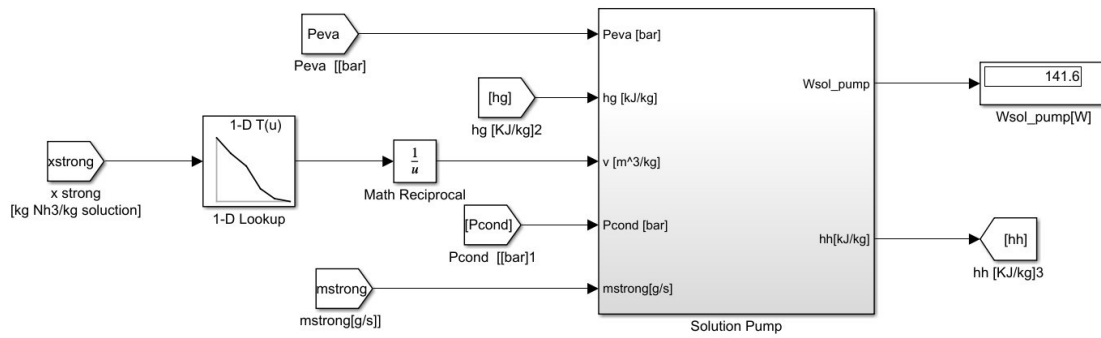 Peva
Peva  [[bar]
[hg]
hg [KJ/kg]2
xstrong
x strong
[kg Nh3/kg soluction]
1-D T(u)
1-D Lookup
1
u
Math Reciprocal
[Pcond]
Pcond  [[bar]1
mstrong
mstrong[g/s]]
Peva [bar]
hg [kJ/kg]
v [m^3/kg]
Pcond [bar]
mstrong[g/s]
Wsol_pump
hh[kJ/kg]
Solution Pump
141.6
Wsol_pump[W]
[hh]
hh [KJ/kg]3